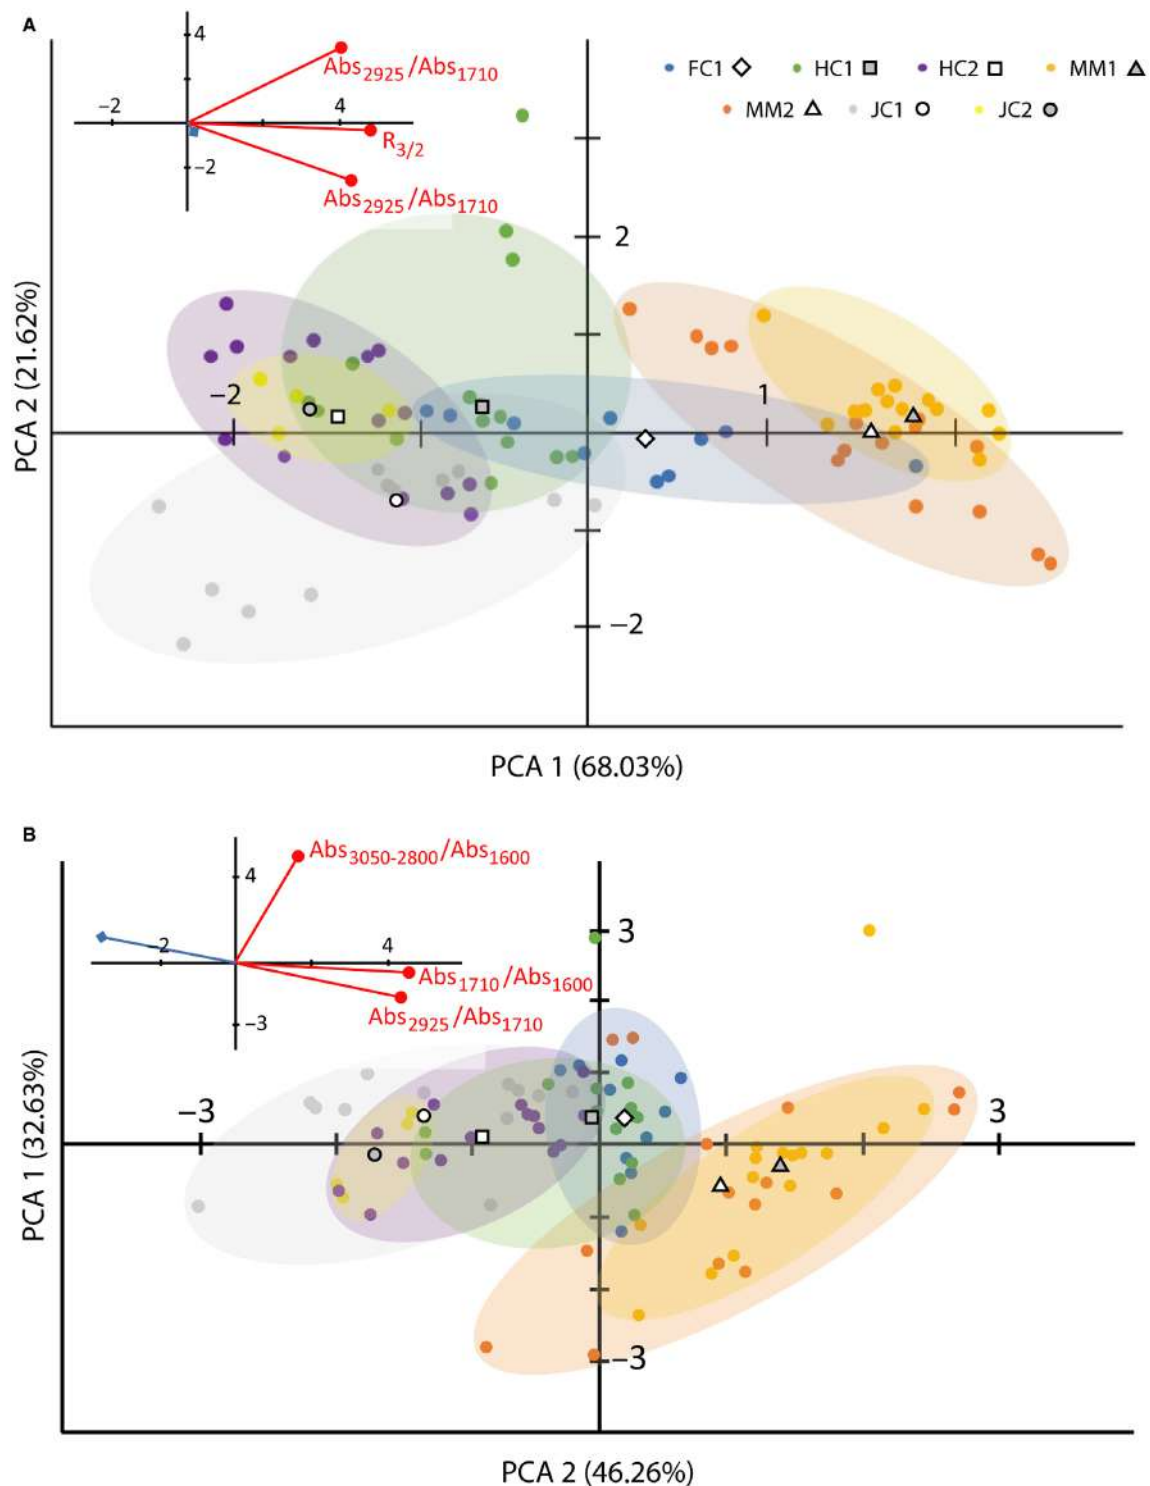 A
4
Abs2925/Abs1710
−2 4
R3/2
−2
Abs2925/Abs1710
FC1 HC1 HC2 MM1
MM2 JC1 JC2
2
−2 1
−2
PCA 2 (21.62%)
PCA 1 (68.03%)
B
Abs3050-2800/Abs1600
4
−2 4
Abs1710/Abs1600
Abs2925/Abs1710
−3
3
−3 3
−3
PCA 1 (32.63%)
PCA 2 (46.26%)